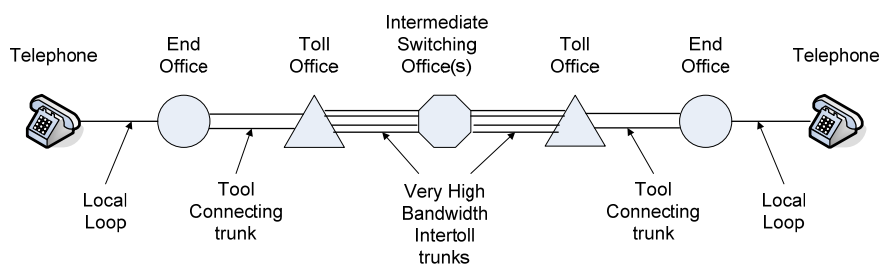 Telephone
End
Office
Toll
Office
Intermediate
Switching
Office(s)
Toll
Office
End
Office
Telephone
Local
Loop
Tool
Connecting
trunk
Very High
Bandwidth
Intertoll
trunks
Tool
Connecting
trunk
Local
Loop